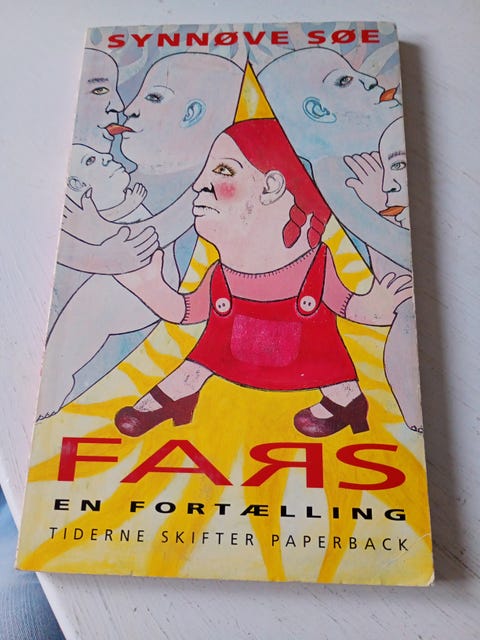 SYNNØVE SØE
FARS
EN FORTÆLLING
TIDERNE SKIFTER PAPERBACK